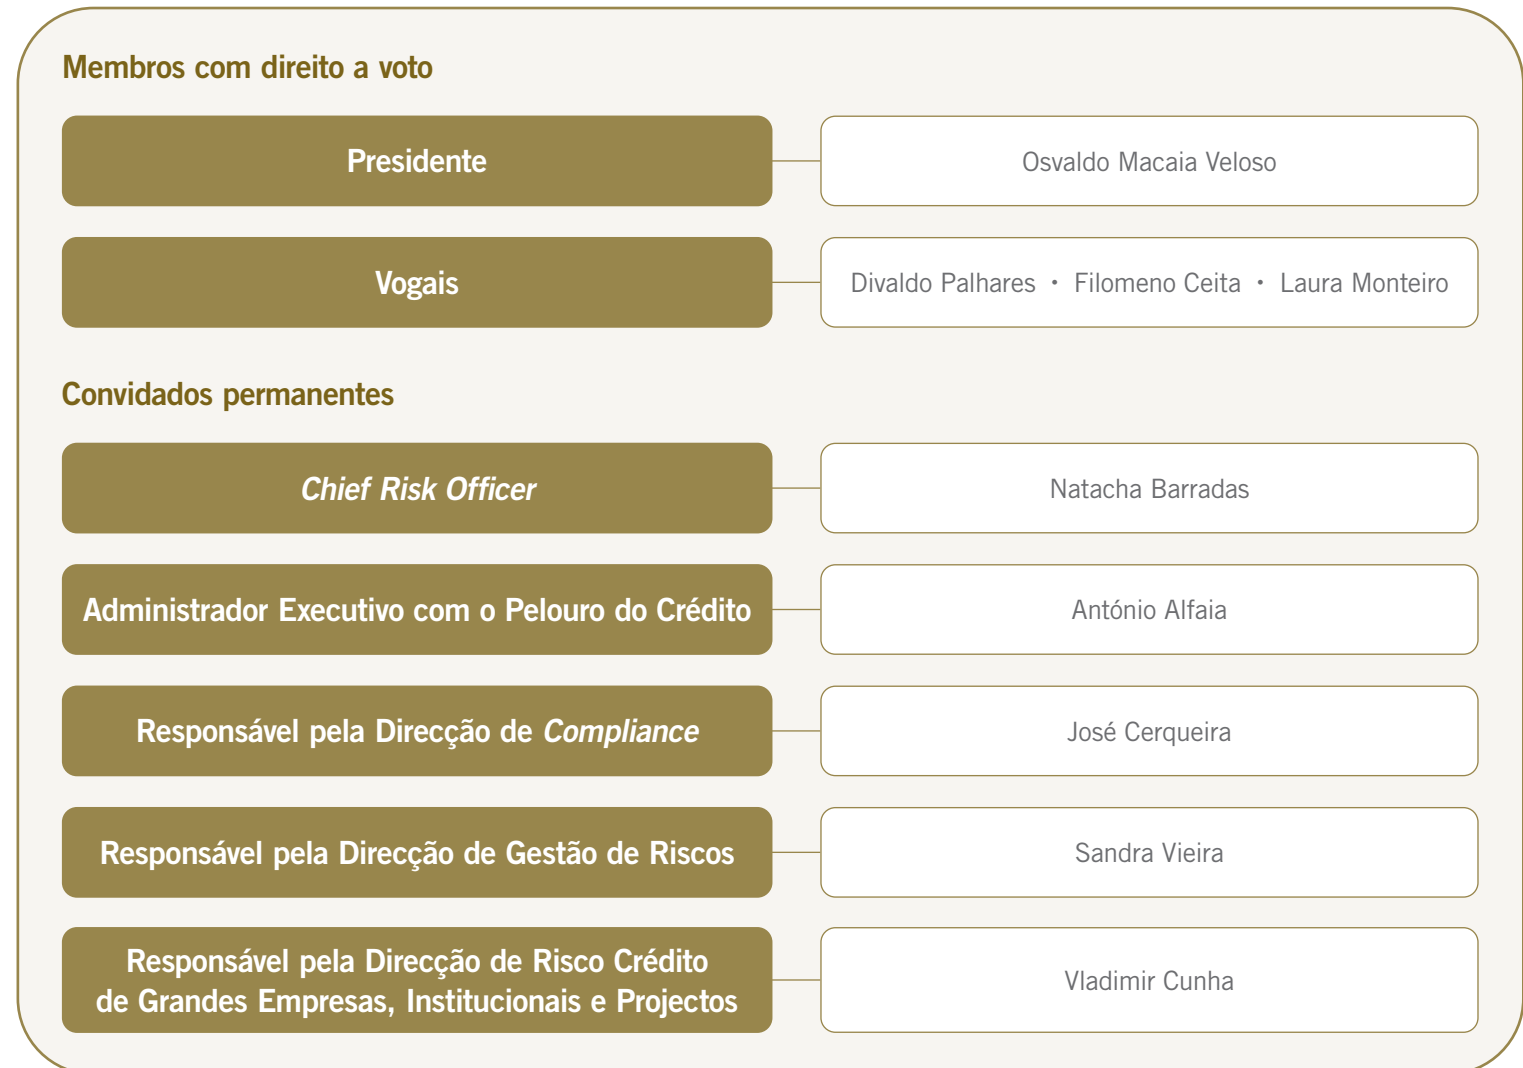 Membros com direito a voto
Presidente
Osvaldo Macaia Veloso
Vogais
Divaldo Palhares • Filomeno Ceita • Laura Monteiro
Convidados permanentes
Chief Risk Officer
Natacha Barradas
Administrador Executivo com o Pelouro do Crédito
António Alfaia
Responsável pela Direcção de Compliance
José Cerqueira
Responsável pela Direcção de Gestão de Riscos
Sandra Vieira
Responsável pela Direcção de Risco Crédito
de Grandes Empresas, Institucionais e Projectos
Vladimir Cunha